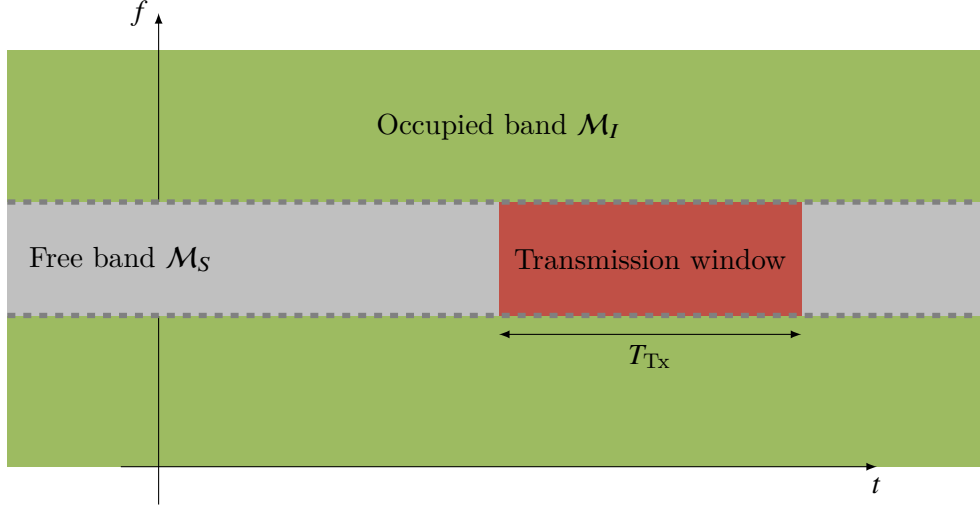 f
Occupied band ℳ_I
Free band ℳ_S
Transmission window
T_Tx
t